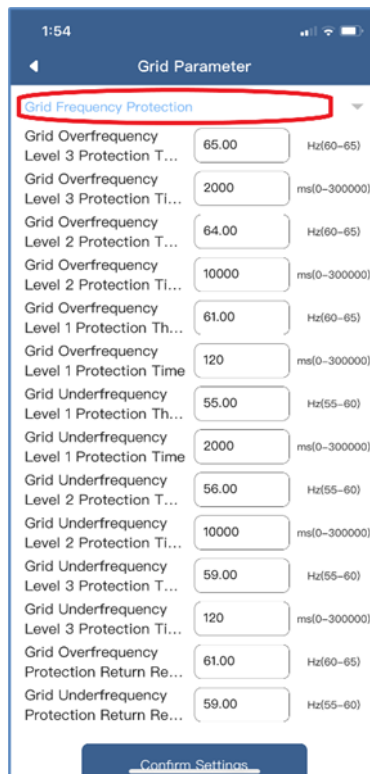 1:54
Grid Parameter
Grid Frequency Protection
Grid Overfrequency
Level 3 Protection T... 65.00 Hz(60-65)
Grid Overfrequency
Level 3 Protection Ti... 2000 ms(0-300000)
Grid Overfrequency
Level 2 Protection T... 64.00 Hz(60-65)
Grid Overfrequency
Level 2 Protection Ti... 10000 ms(0-300000)
Grid Overfrequency
Level 1 Protection Th... 61.00 Hz(60-65)
Grid Overfrequency
Level 1 Protection Time 120 ms(0-300000)
Grid Underfrequency
Level 1 Protection Th... 55.00 Hz(55-60)
Grid Underfrequency
Level 1 Protection Time 2000 ms(0-300000)
Grid Underfrequency
Level 2 Protection T... 56.00 Hz(55-60)
Grid Underfrequency
Level 2 Protection Ti... 10000 ms(0-300000)
Grid Underfrequency
Level 3 Protection T... 59.00 Hz(55-60)
Grid Underfrequency
Level 3 Protection Ti... 120 ms(0-300000)
Grid Overfrequency
Protection Return Re... 61.00 Hz(60-65)
Grid Underfrequency
Protection Return Re... 59.00 Hz(55-60)
Confirm Settings